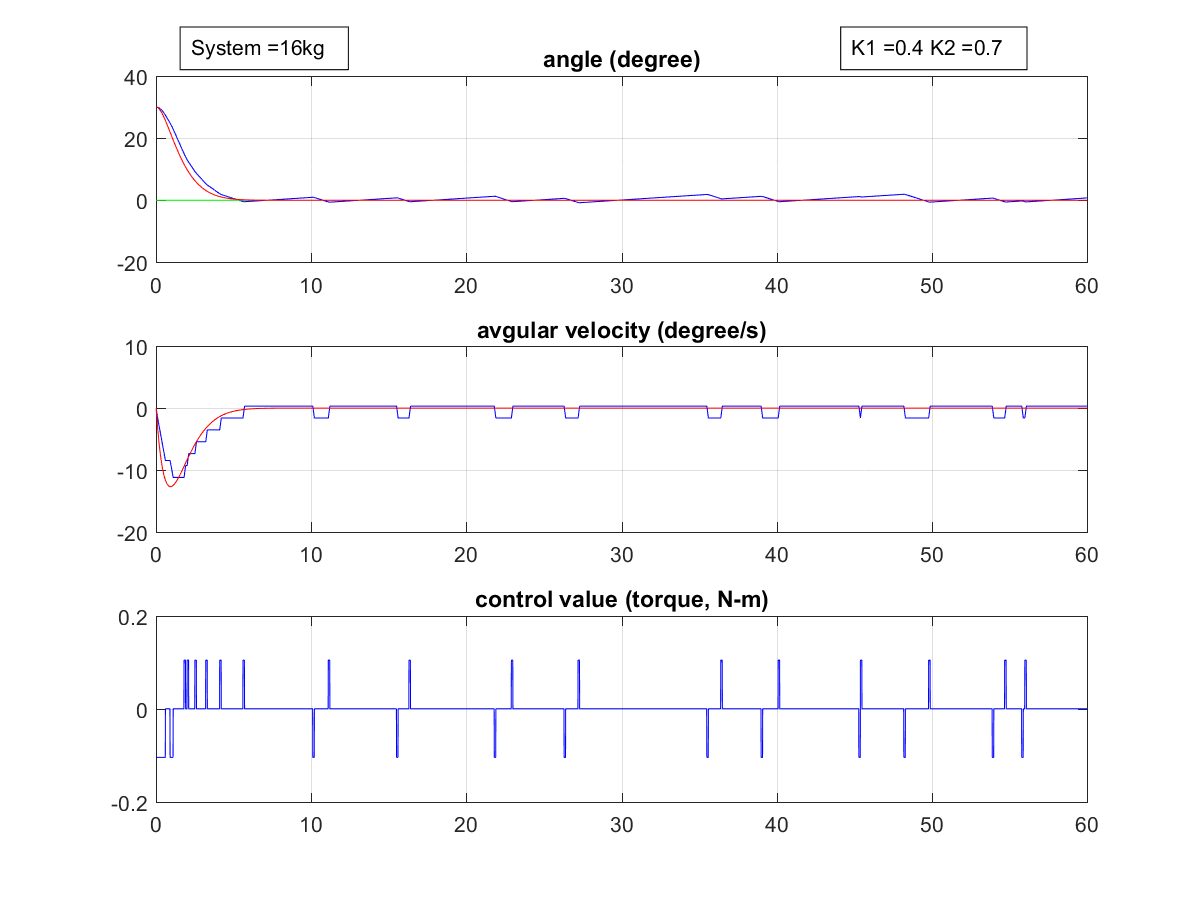 System =16kg
K1 =0.4 K2 =0.7
angle (degree)
40
20
0
-20
0 10 20 30 40 50 60
avgular velocity (degree/s)
10
0
-10
-20
0 10 20 30 40 50 60
control value (torque, N-m)
0.2
0
-0.2
0 10 20 30 40 50 60